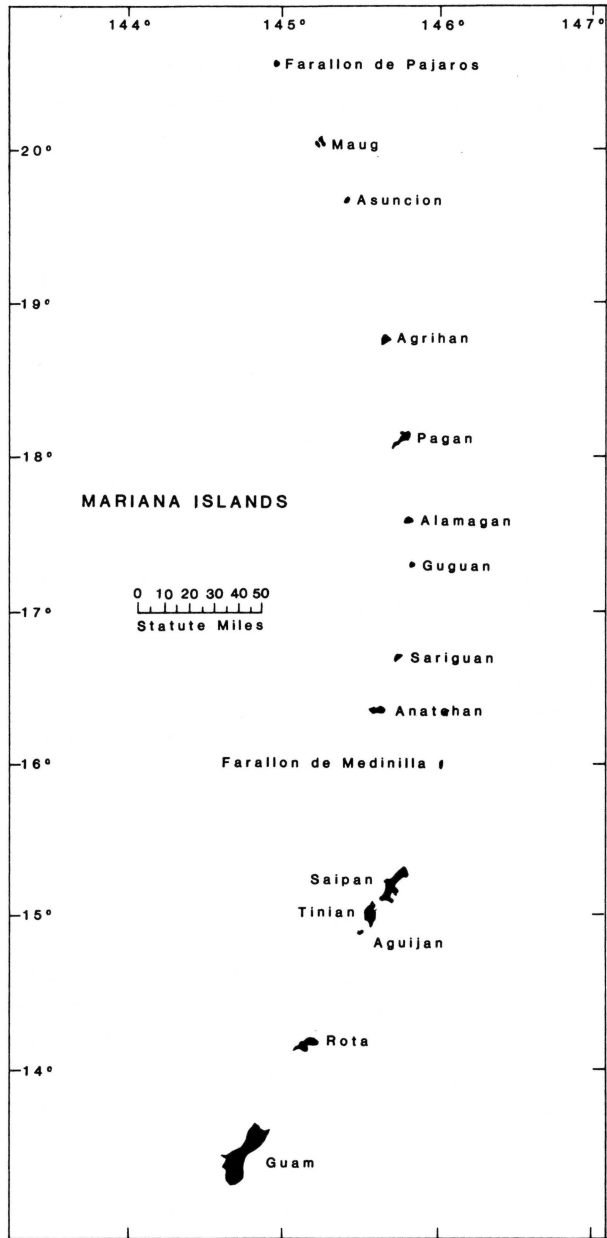 144° 145° 146° 147°
Farallon de Pajaros
20°
Maug
Asuncion
19°
Agrihan
Pagan
18°
MARIANA ISLANDS
Alamagan
Guguan
0 10 20 30 40 50
17°
Statute Miles
Sariguan
Anatahan
Farallon de Medinilla
16°
Saipan
Tinian
15°
Aguijan
Rota
14°
Guam